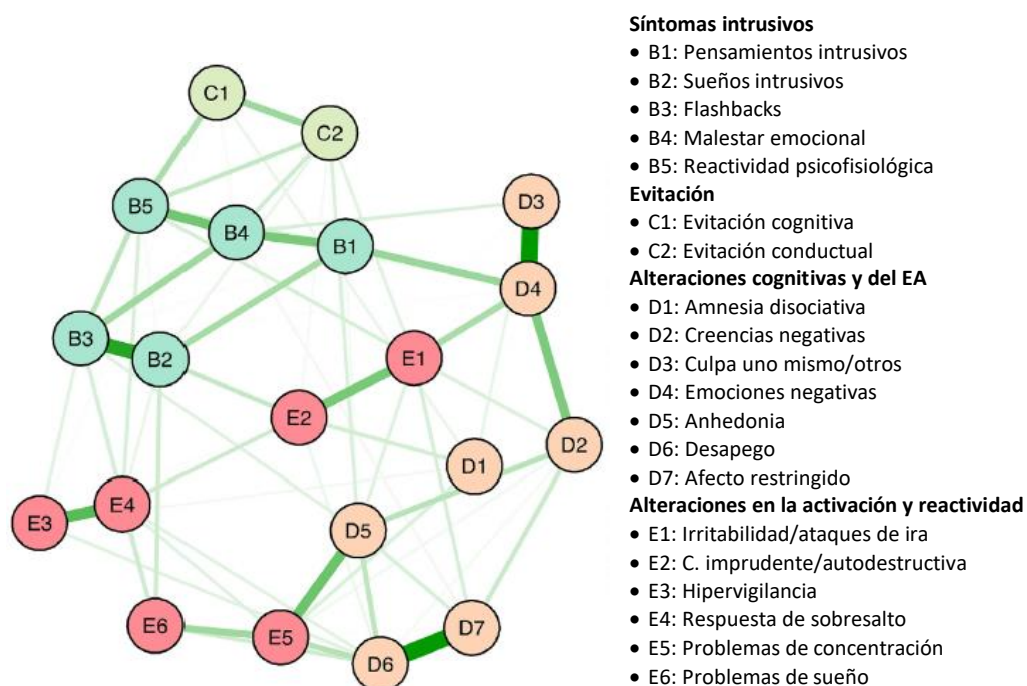 C1
C2
B5
B4
B1
D3
D4
B3
B2
E1
E2
D2
D1
E3
E4
D5
E6
E5
D6
D7
Síntomas intrusivos
• B1: Pensamientos intrusivos
• B2: Sueños intrusivos
• B3: Flashbacks
• B4: Malestar emocional
• B5: Reactividad psicofisiológica
Evitación
• C1: Evitación cognitiva
• C2: Evitación conductual
Alteraciones cognitivas y del EA
• D1: Amnesia disociativa
• D2: Creencias negativas
• D3: Culpa uno mismo/otros
• D4: Emociones negativas
• D5: Anhedonia
• D6: Desapego
• D7: Afecto restringido
Alteraciones en la activación y reactividad
• E1: Irritabilidad/ataques de ira
• E2: C. imprudente/autodestructiva
• E3: Hipervigilancia
• E4: Respuesta de sobresalto
• E5: Problemas de concentración
• E6: Problemas de sueño